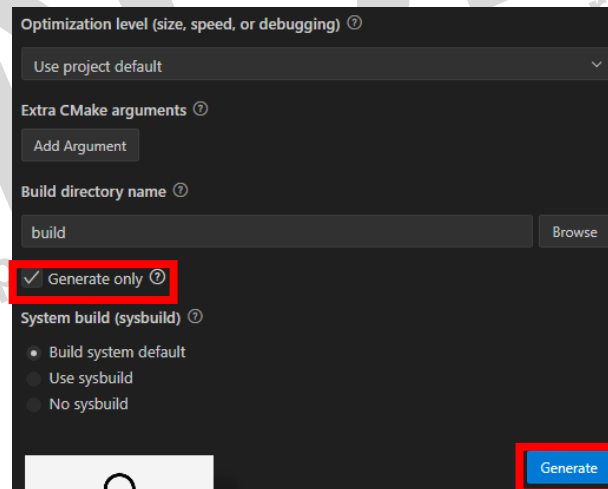 Optimization level (size, speed, or debugging)
Use project default
Extra CMake arguments
Add Argument
Build directory name
build Browse
Generate only
System build (sysbuild)
Build system default
Use sysbuild
No sysbuild
Generate